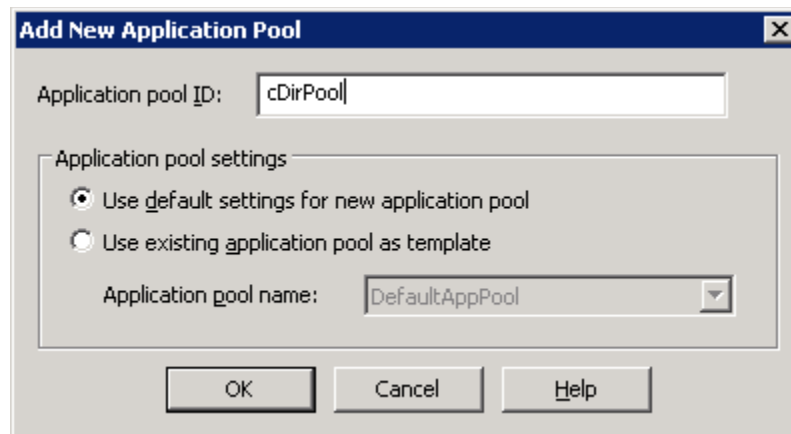 Add New Application Pool
Application pool ID: cDirPool
Application pool settings
Use default settings for new application pool
Use existing application pool as template
Application pool name: DefaultAppPool
OK Cancel Help